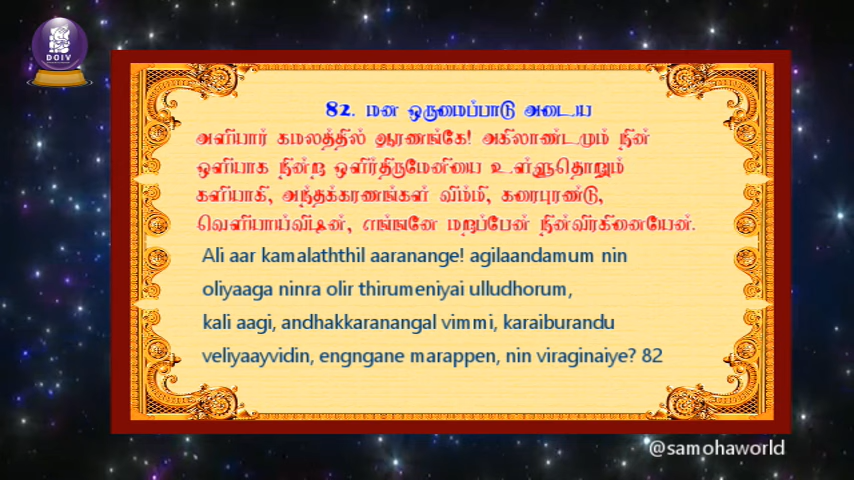 DOIV
82. மன ஒருமைப்பாடு அடைய
அளியார் கமலத்தில் ஆரணங்கே! அகிலாண்டமும் நின்
ஒளியாக நின்ற ஒளிர்திருமேனியை உள்ளுதொறும்
களியாகி, அந்தக்கரணங்கள் விம்மி, கரைபுரண்டு,
வெளியாய்விடின், எங்ஙனே மறப்பேன் நின்விரகினையேன்.
Ali aar kamalaththil aaranange! agilaandamum nin
oliyaaga ninra olir thirumeniyai ulludhorum,
kali aagi, andhakkaranangal vimmi, karaiburandu
veliyaayvidin, engngane marappen, nin viraginaiye? 82
@samohaworld